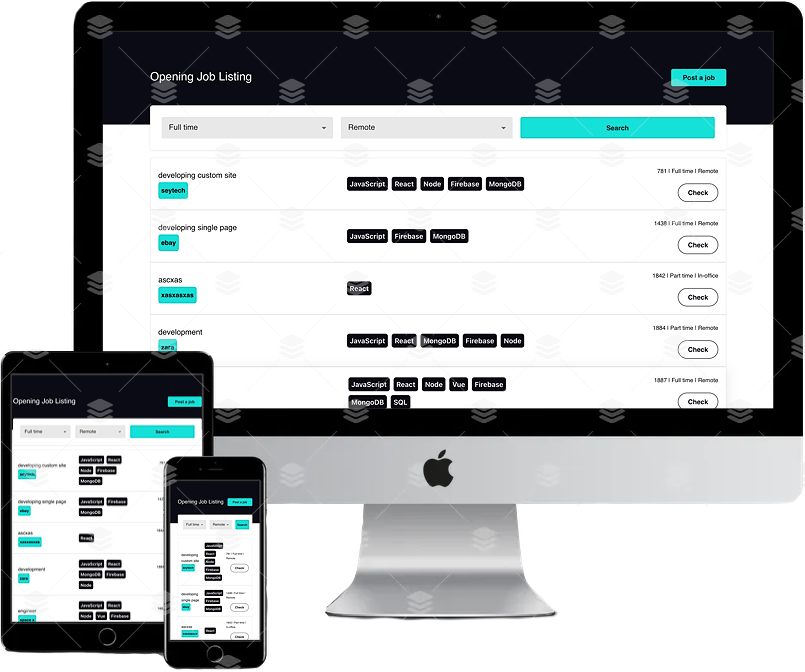 Opening Job Listing
Post a job
Full time
Remote
Search
developing custom site
seytech
JavaScript React Node Firebase MongoDB
781 | Full time | Remote
Check
developing single page
ebay
JavaScript Firebase MongoDB
1438 | Full time | Remote
Check
ascxas
xasxasxas
React
1842 | Part time | In-office
Check
development
zara
JavaScript React MongoDB Firebase Node
1884 | Part time | Remote
Check
JavaScript React Node Vue Firebase
MongoDB SQL
1887 | Full time | Remote
Check
Opening Job Listing
Post a job
Full time
Remote
Search
developing custom site
JavaScript React
Node Firebase
MongoDB
developing single page
ebay
JavaScript Firebase
MongoDB
ascxas
xasxasxas
React
development
zara
JavaScript React
MongoDB Firebase
Node
engineer
space x
JavaScript React
Node Vue Firebase
Opening Job Listing
Post a job
Full time
Remote
Search
developing
custom site
seytech
JavaScript
React
Node
Firebase
MongoDB
781 | Full time |
Remote
Check
developing
single page
ebay
JavaScript
Firebase
MongoDB
Check
ascxas
xasxasxas
React
Check